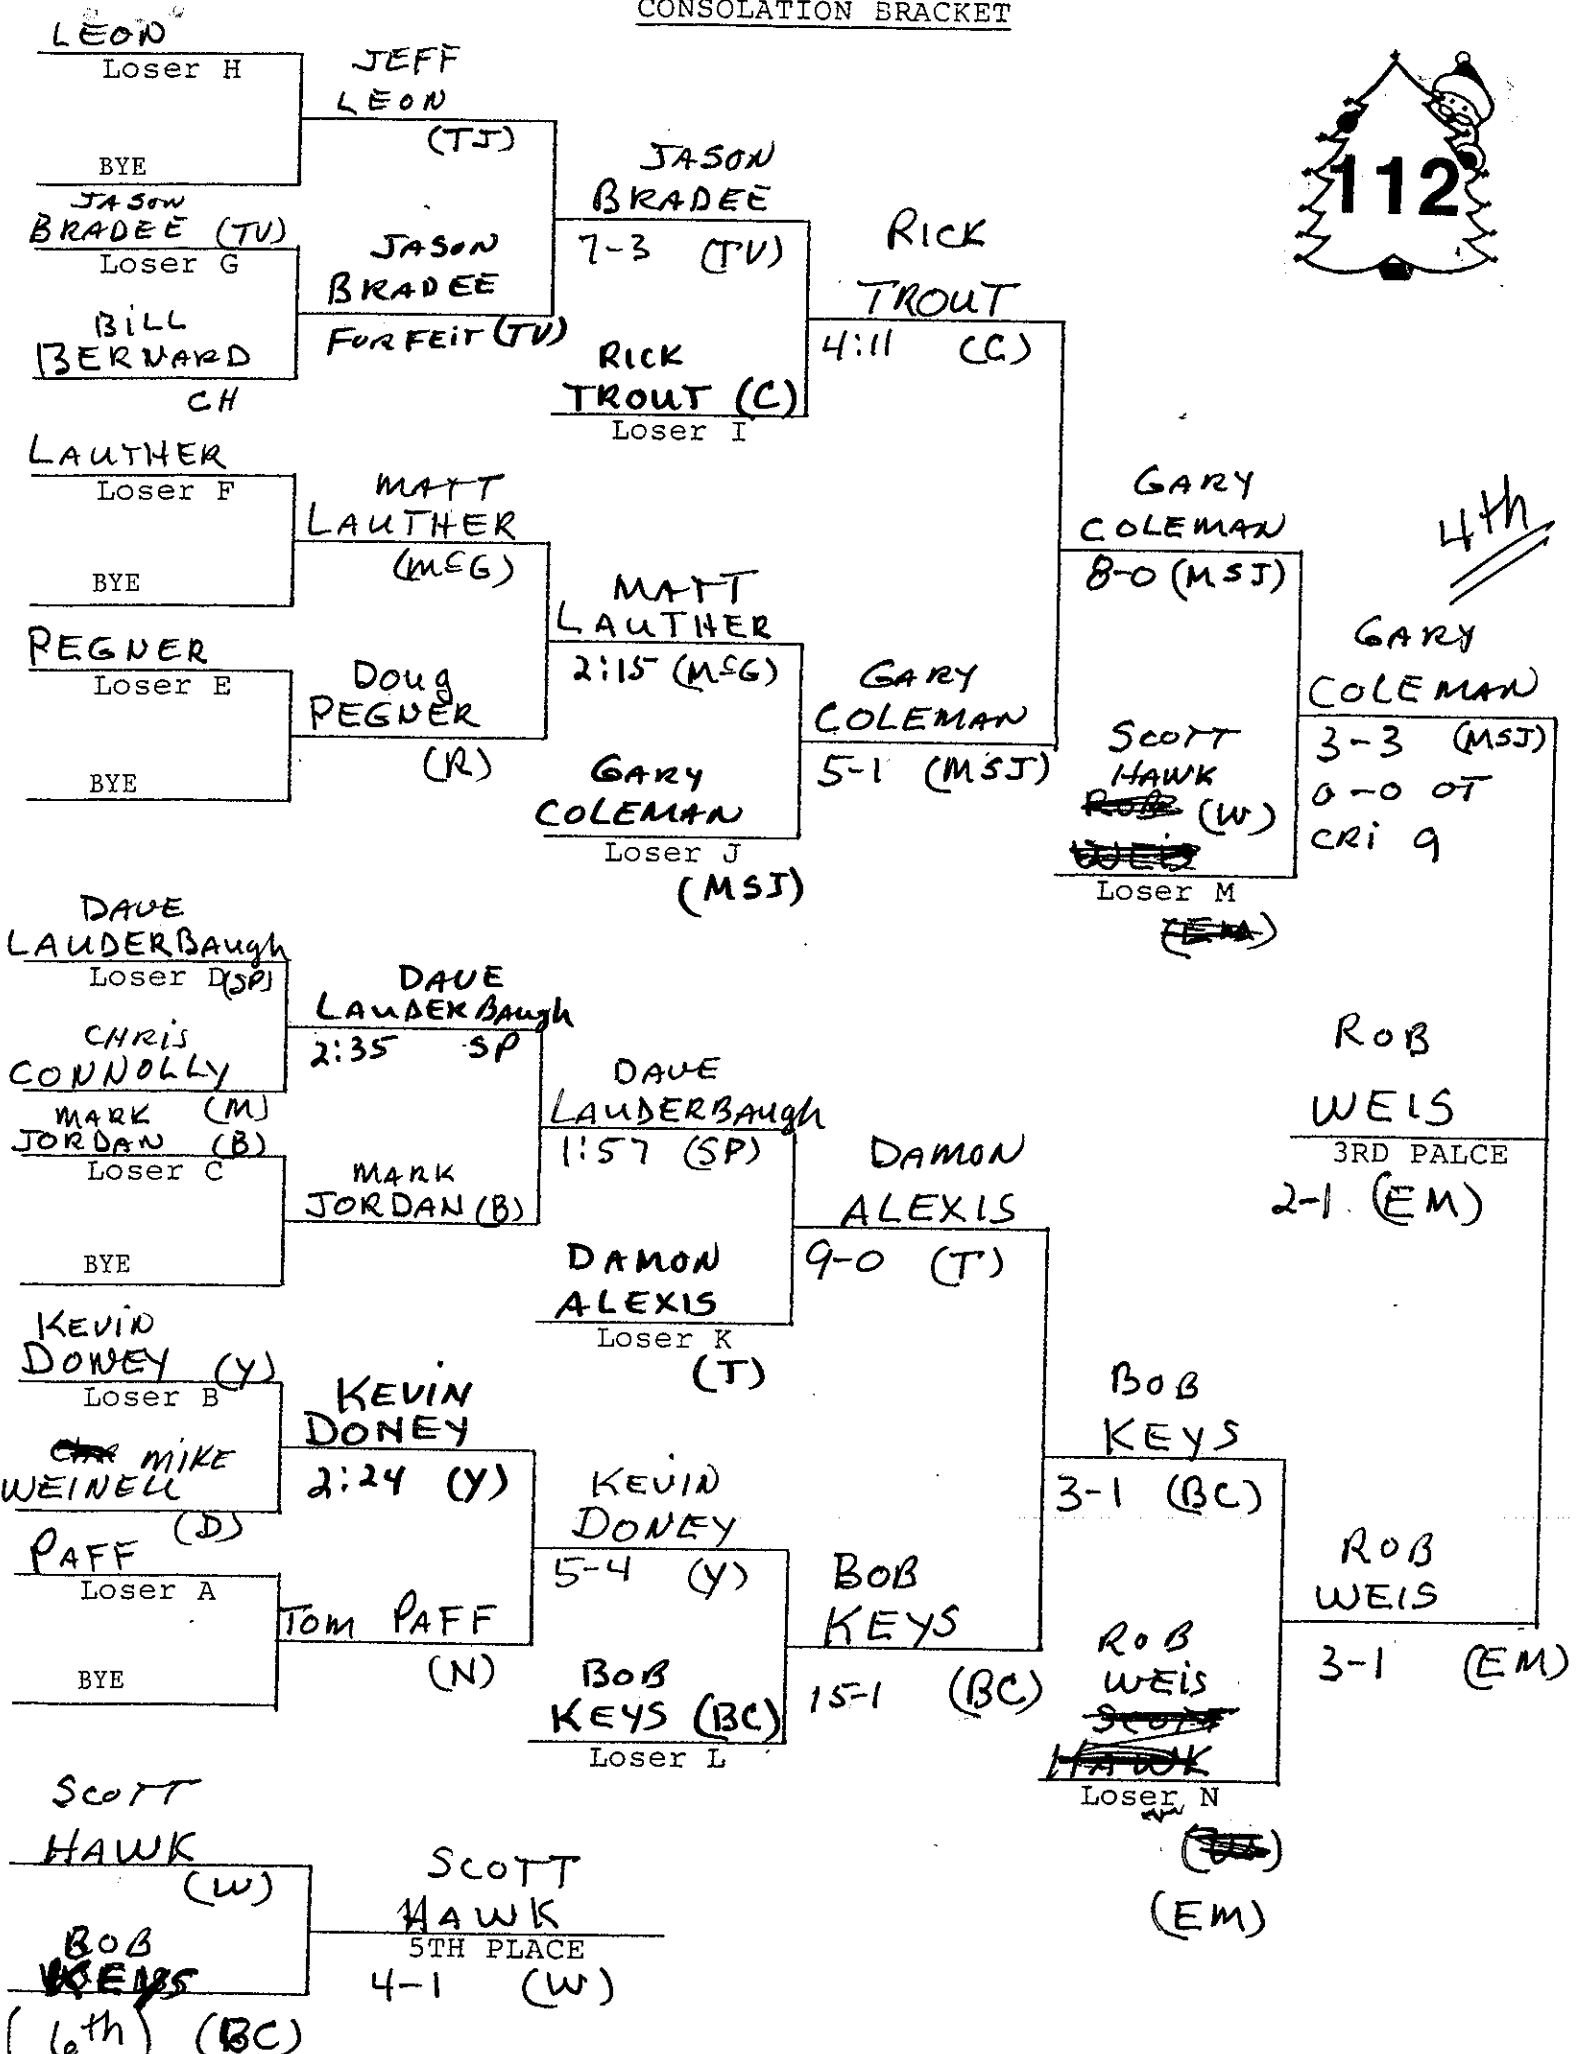 CONSOLATION BRACKET
LEON
Loser H
BYE
JASON
BRADEE (TV)
Loser G
BILL
BERNARD
CH
LAUTHER
Loser F
BYE
PEGNER
Loser E
BYE
DAVE
LAUDERBAugh
Loser D (SP)
CHRIS
CONNOLLY
(M)
MARK
JORDAN (B)
Loser C
BYE
KEVIN
DONEY (Y)
Loser B
MIKE
WEINELL
(D)
PAFF
Loser A
BYE
SCOTT
HAWK
(W)
BOB
KEYS
(6th) (BC)
JEFF
LEON
(TJ)
JASON
BRADEE
FORFEIT (TV)
MATT
LAUTHER
(McG)
Doug
PEGNER
(R)
DAVE
LAUDERBAugh
2:35 SP
MARK
JORDAN (B)
KEVIN
DONEY
2:24 (Y)
TOM PAFF
(N)
SCOTT
HAWK
5TH PLACE
4-1 (W)
JASON
BRADEE
7-3 (TV)
RICK
TROUT (C)
Loser I
MATT
LAUTHER
2:15 (McG)
GARY
COLEMAN
Loser J
(MSJ)
DAVE
LAUDERBAugh
1:57 (SP)
DAMON
ALEXIS
Loser K
(T)
KEVIN
DONEY
5-4 (Y)
BOB
KEYS (BC)
Loser L
RICK
TROUT
4:11 (C)
GARY
COLEMAN
5-1 (MSJ)
DAMON
ALEXIS
9-0 (T)
BOB
KEYS
15-1 (BC)
112
GARY
COLEMAN
8-0 (MSJ)
SCOTT
HAWK
ROB (W)
WEIS
Loser M
BOB
KEYS
3-1 (BC)
ROB
WEIS
SCOTT
HAWK
Loser N
(EM)
4th
GARY
COLEMAN
3-3 (MSJ)
0-0 OT
CRI 9
ROB
WEIS
3RD PALCE
2-1 (EM)
ROB
WEIS
3-1 (EM)